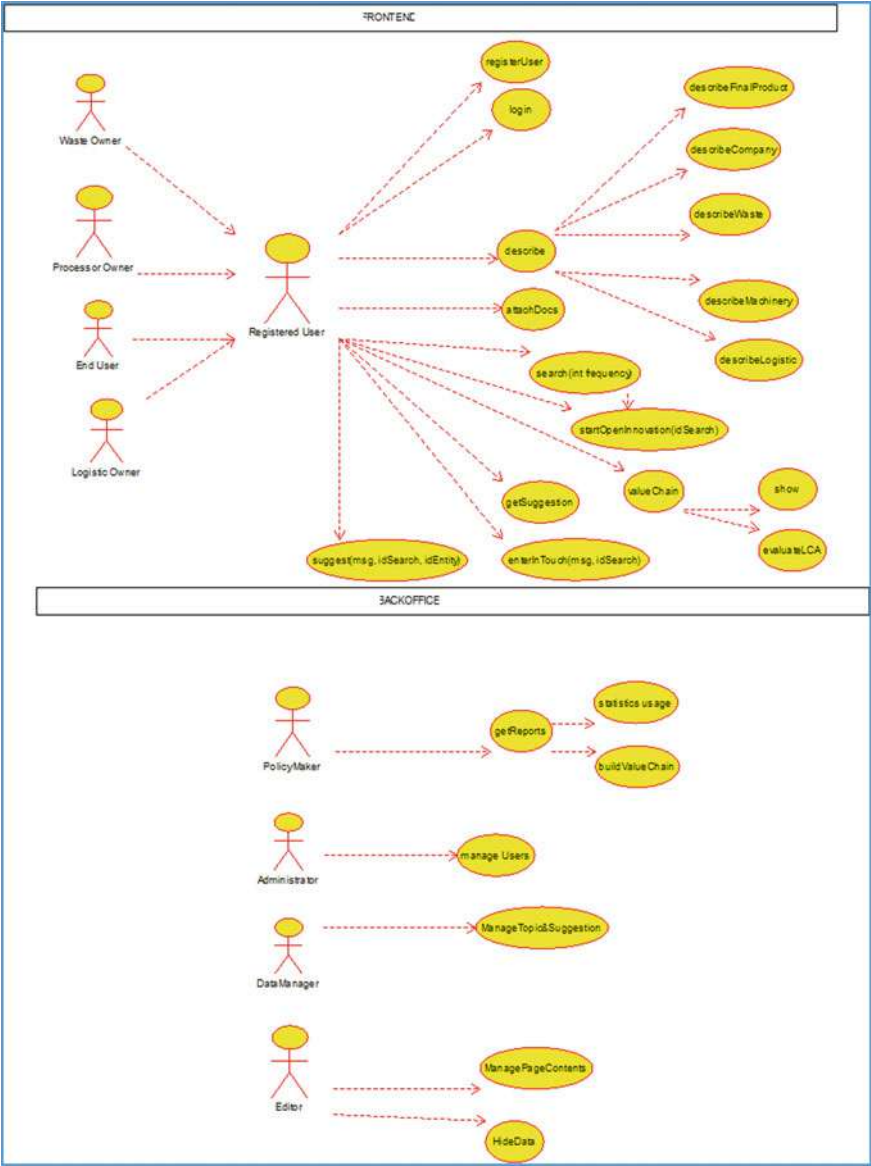 FRONTEND
registerUser
describeFinalProduct
login
Waste Owner
describeCompany
describeWaste
Processor Owner
describe
describeMachinery
attachDocs
Registered User
End User
describeLogistic
search(int frequency)
startOpenInnovation(idSearch)
Logistic Owner
valueChain
show
getSuggestion
suggest(msg, idSearch, idEntity)
enterInTouch(msg, idSearch)
evaluateLCA
BACKOFFICE
statistics usage
getReports
PolicyMaker
buildValueChain
manage Users
Administrator
ManageTopic&Suggestion
DataManager
ManagePageContents
Editor
HideData